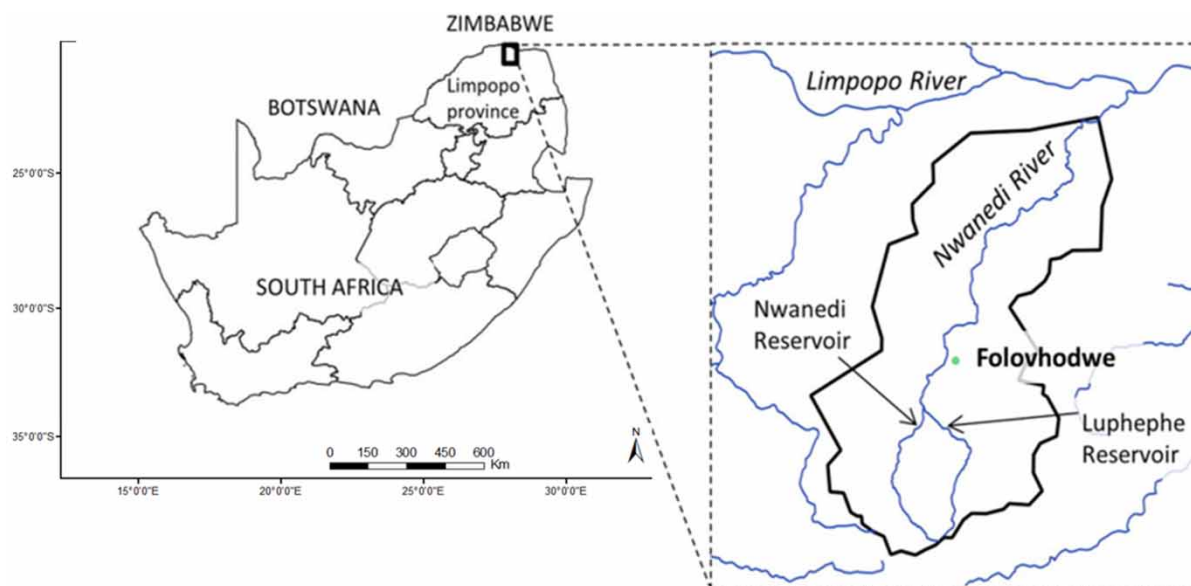 ZIMBABWE
Limpopo
province
BOTSWANA
SOUTH AFRICA
25°0'0"S
30°0'0"S
35°0'0"S
15°0'0"E
20°0'0"E
25°0'0"E
30°0'0"E
0 150 300 450 600
Km
N
Limpopo River
Nwanedi River
Nwanedi
Reservoir
Folovhodwe
Luphephe
Reservoir